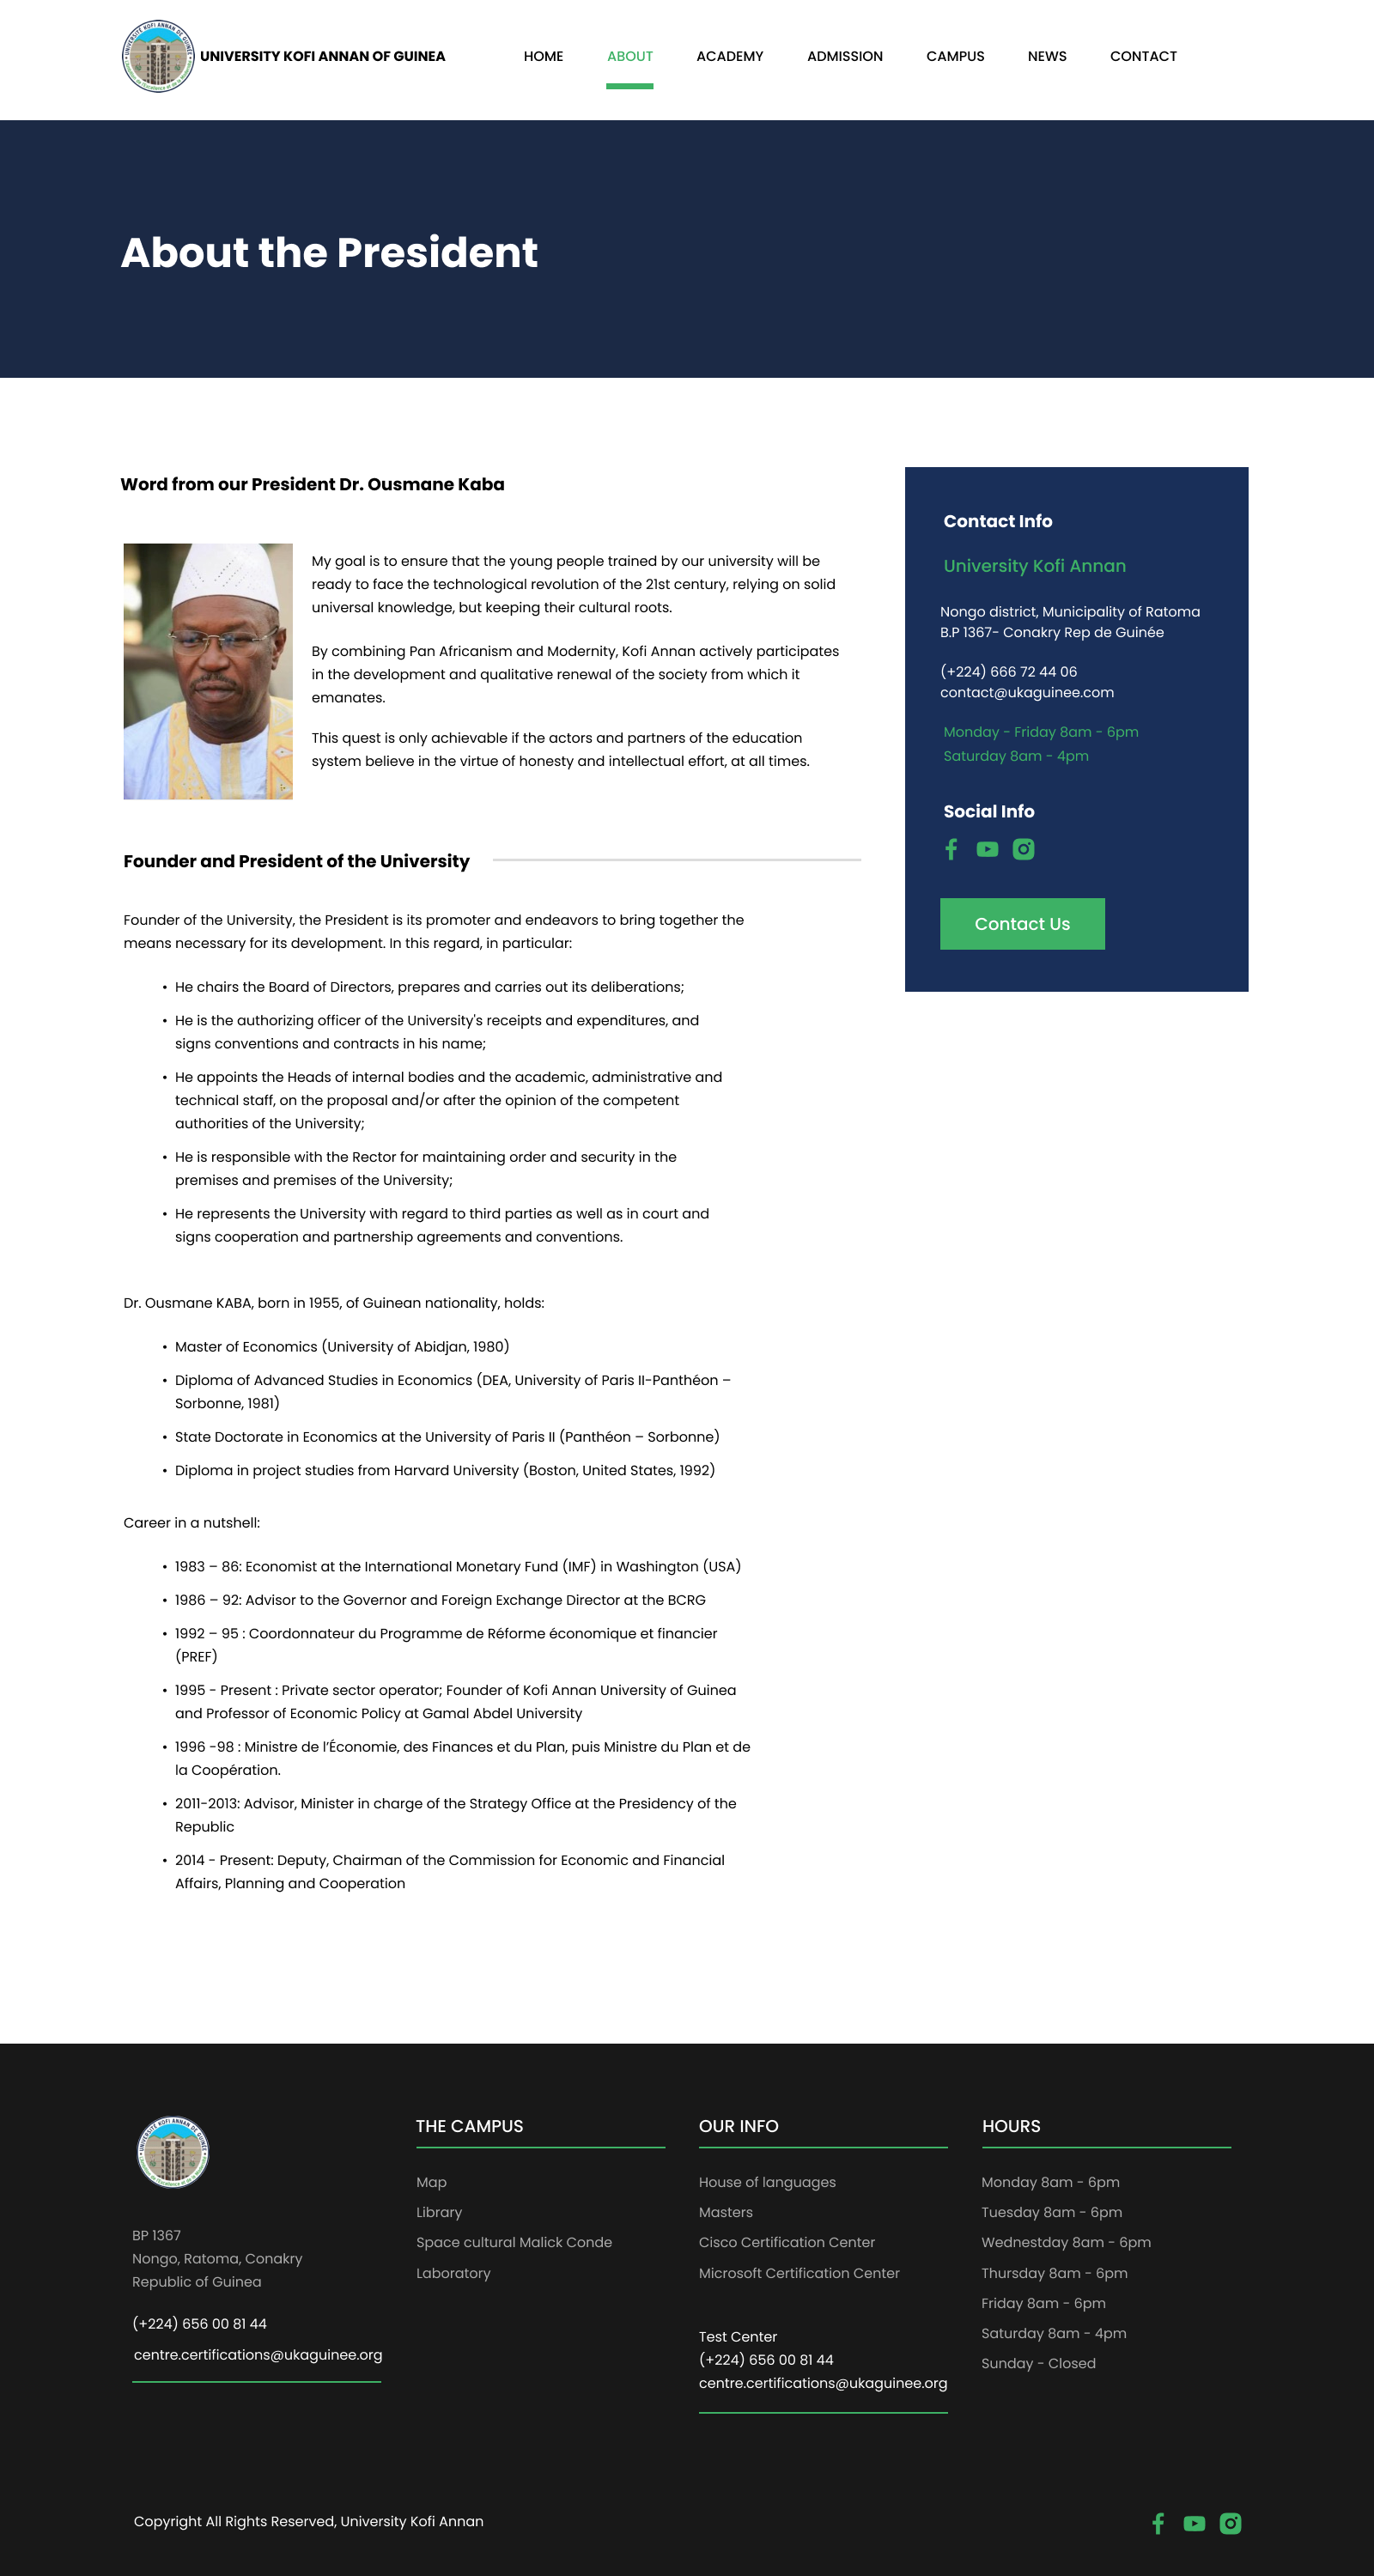 UNIVERSITY KOFI ANNAN OF GUINEA
HOME
ABOUT
ACADEMY
ADMISSION
CAMPUS
NEWS
CONTACT
About the President
Word from our President Dr. Ousmane Kaba
My goal is to ensure that the young people trained by our university will be
ready to face the technological revolution of the 21st century, relying on solid
universal knowledge, but keeping their cultural roots.
By combining Pan Africanism and Modernity, Kofi Annan actively participates
in the development and qualitative renewal of the society from which it
emanates.
This quest is only achievable if the actors and partners of the education
system believe in the virtue of honesty and intellectual effort, at all times.
Founder and President of the University
Founder of the University, the President is its promoter and endeavors to bring together the
means necessary for its development. In this regard, in particular:
• He chairs the Board of Directors, prepares and carries out its deliberations;
• He is the authorizing officer of the University's receipts and expenditures, and
signs conventions and contracts in his name;
• He appoints the Heads of internal bodies and the academic, administrative and
technical staff, on the proposal and/or after the opinion of the competent
authorities of the University;
• He is responsible with the Rector for maintaining order and security in the
premises and premises of the University;
• He represents the University with regard to third parties as well as in court and
signs cooperation and partnership agreements and conventions.
Dr. Ousmane KABA, born in 1955, of Guinean nationality, holds:
• Master of Economics (University of Abidjan, 1980)
• Diploma of Advanced Studies in Economics (DEA, University of Paris II-Panthéon –
Sorbonne, 1981)
• State Doctorate in Economics at the University of Paris II (Panthéon – Sorbonne)
• Diploma in project studies from Harvard University (Boston, United States, 1992)
Career in a nutshell:
• 1983 – 86: Economist at the International Monetary Fund (IMF) in Washington (USA)
• 1986 – 92: Advisor to the Governor and Foreign Exchange Director at the BCRG
• 1992 – 95 : Coordonnateur du Programme de Réforme économique et financier
(PREF)
• 1995 - Present : Private sector operator; Founder of Kofi Annan University of Guinea
and Professor of Economic Policy at Gamal Abdel University
• 1996 -98 : Ministre de l’Économie, des Finances et du Plan, puis Ministre du Plan et de
la Coopération.
• 2011-2013: Advisor, Minister in charge of the Strategy Office at the Presidency of the
Republic
• 2014 - Present: Deputy, Chairman of the Commission for Economic and Financial
Affairs, Planning and Cooperation
Contact Info
University Kofi Annan
Nongo district, Municipality of Ratoma
B.P 1367- Conakry Rep de Guinée
(+224) 666 72 44 06
contact@ukaguinee.com
Monday - Friday 8am - 6pm
Saturday 8am - 4pm
Social Info
Contact Us
BP 1367
Nongo, Ratoma, Conakry
Republic of Guinea
(+224) 656 00 81 44
centre.certifications@ukaguinee.org
THE CAMPUS
Map
Library
Space cultural Malick Conde
Laboratory
OUR INFO
House of languages
Masters
Cisco Certification Center
Microsoft Certification Center
Test Center
(+224) 656 00 81 44
centre.certifications@ukaguinee.org
HOURS
Monday 8am - 6pm
Tuesday 8am - 6pm
Wednestday 8am - 6pm
Thursday 8am - 6pm
Friday 8am - 6pm
Saturday 8am - 4pm
Sunday - Closed
Copyright All Rights Reserved, University Kofi Annan